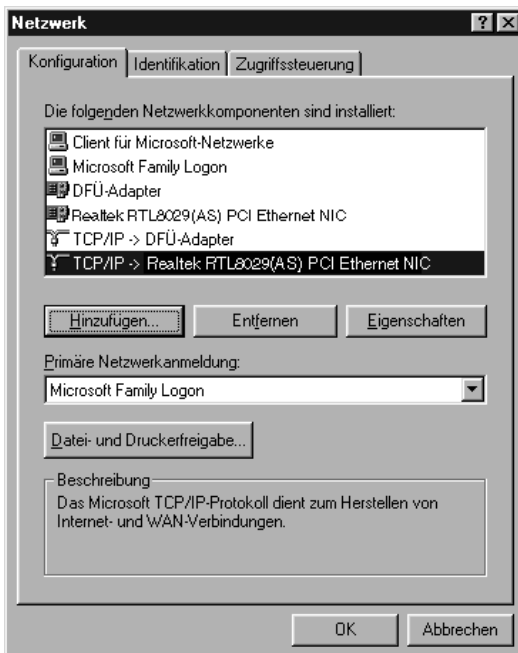 Netzwerk
Konfiguration Identifikation Zugriffssteuerung
Die folgenden Netzwerkkomponenten sind installiert:
Client für Microsoft-Netzwerke
Microsoft Family Logon
DFÜ-Adapter
Realtek RTL8029(AS) PCI Ethernet NIC
TCP/IP -> DFÜ-Adapter
TCP/IP -> Realtek RTL8029(AS) PCI Ethernet NIC
Hinzufügen... Entfernen Eigenschaften
Primäre Netzwerkanmeldung:
Microsoft Family Logon
Datei- und Druckerfreigabe...
Beschreibung
Das Microsoft TCP/IP-Protokoll dient zum Herstellen von
Internet- und WAN-Verbindungen.
OK Abbrechen